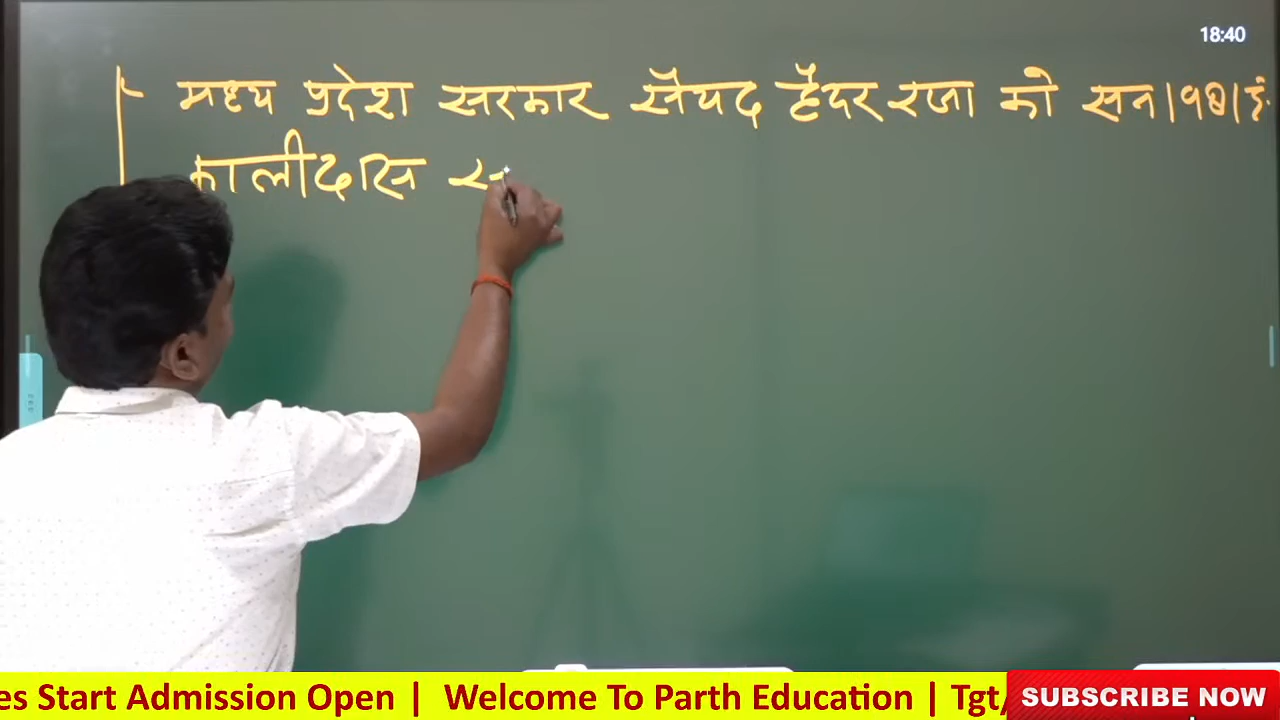 18:40
मध्य प्रदेश सरकार सैयद हैदर रजा को सन
कालीदास
es Start Admission Open | Welcome To Parth Education | Tgt/
SUBSCRIBE NOW